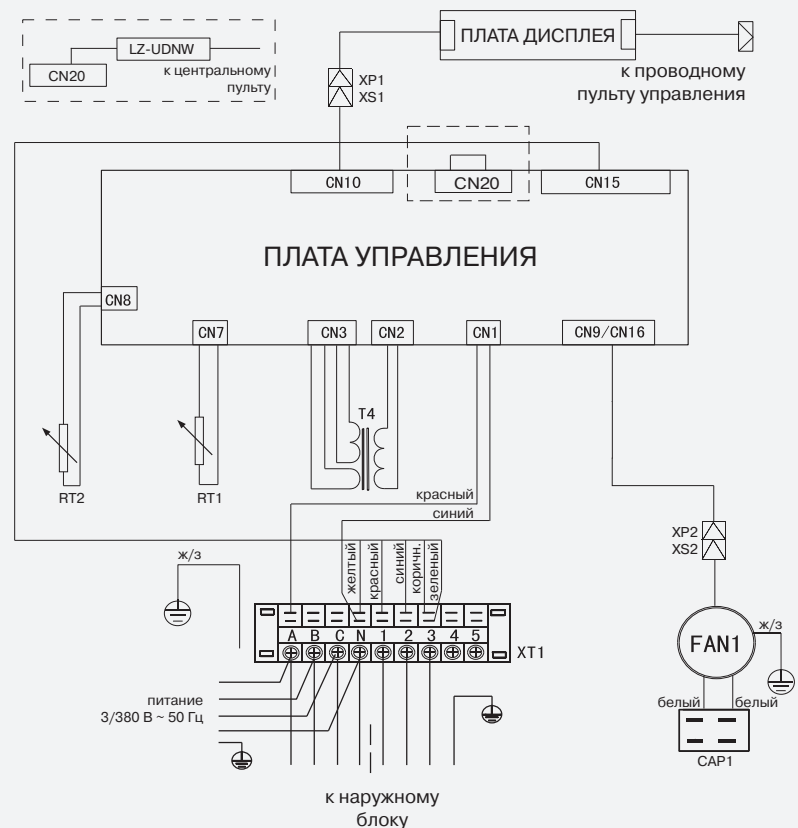 LZ-UDNW
CN20
к центральному
пульту
ПЛАТА ДИСПЛЕЯ
к проводному
пульту управления
XP1
XS1
CN10
CN20
CN15
ПЛАТА УПРАВЛЕНИЯ
CN8
CN7
CN3
CN2
CN1
CN9/CN16
T4
RT2
RT1
красный
синий
XP2
XS2
ж/з
желтый
красный
синий
коричн.
зеленый
A B C N 1 2 3 4 5
XT1
FAN1
ж/з
питание
3/380 В ~ 50 Гц
белый
белый
CAP1
к наружному
блоку